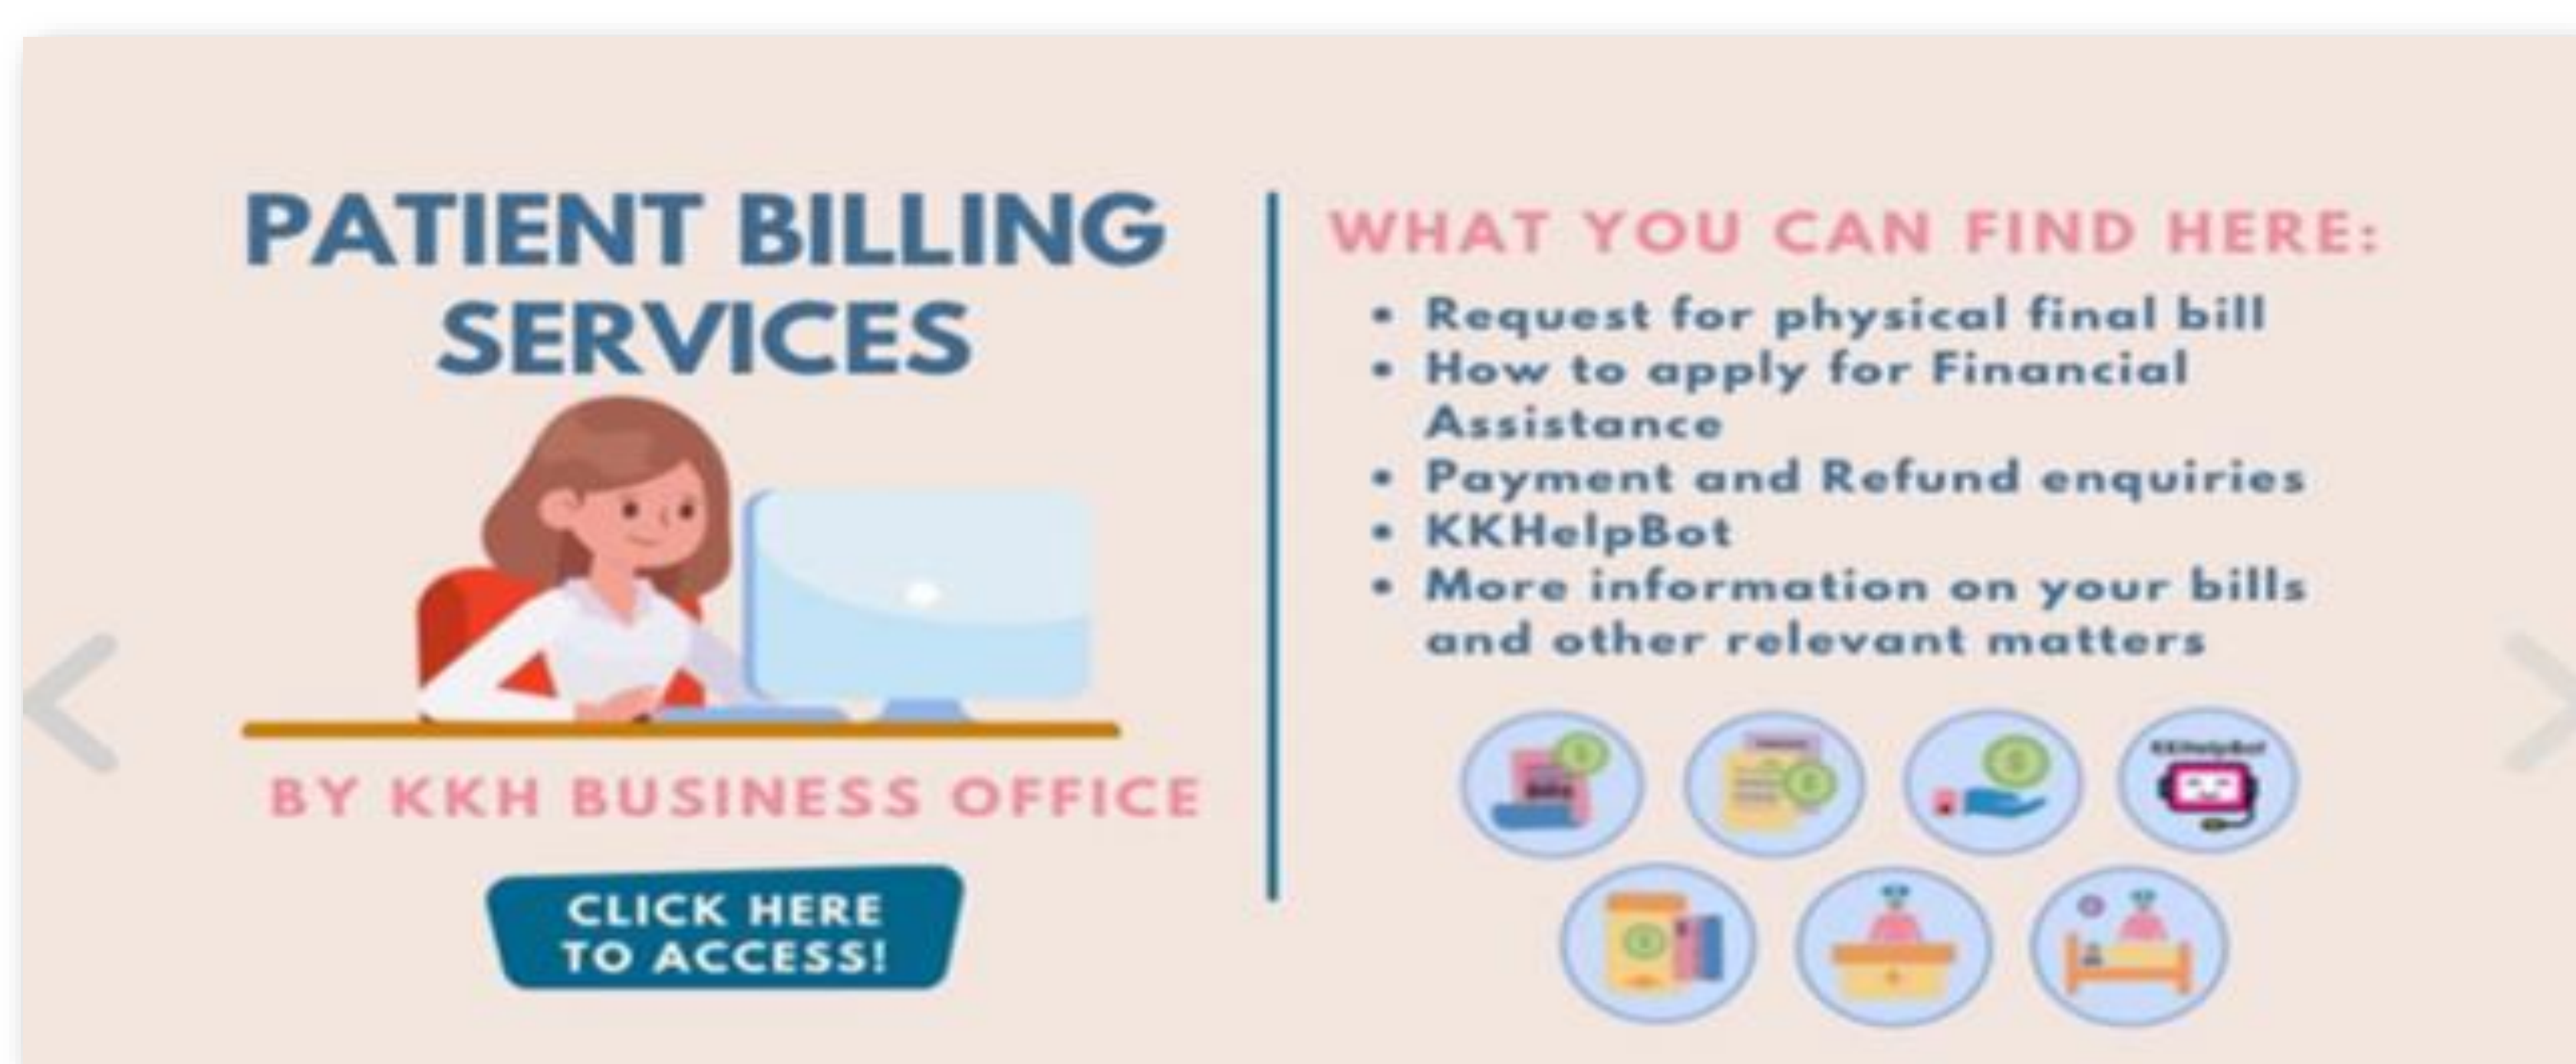 PATIENT BILLING
SERVICES
BY KKH BUSINESS OFFICE
CLICK HERE
TO ACCESS!
WHAT YOU CAN FIND HERE:
• Request for physical final bill
• How to apply for Financial
Assistance
• Payment and Refund enquiries
• KKHelpBot
• More information on your bills
and other relevant matters
KKHelpBot